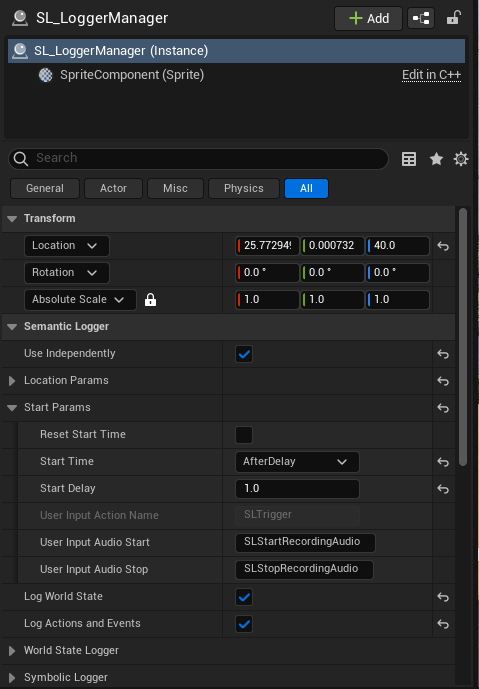 SL_LoggerManager
Add
SL_LoggerManager (Instance)
SpriteComponent (Sprite)
Edit in C++
Search
General
Actor
Misc
Physics
All
Transform
Location
25.772949
0.000732
40.0
Rotation
0.0 °
0.0 °
0.0 °
Absolute Scale
1.0
1.0
1.0
Semantic Logger
Use Independently
Location Params
Start Params
Reset Start Time
Start Time
AfterDelay
Start Delay
1.0
User Input Action Name
SLTrigger
User Input Audio Start
SLStartRecordingAudio
User Input Audio Stop
SLStopRecordingAudio
Log World State
Log Actions and Events
World State Logger
Symbolic Logger